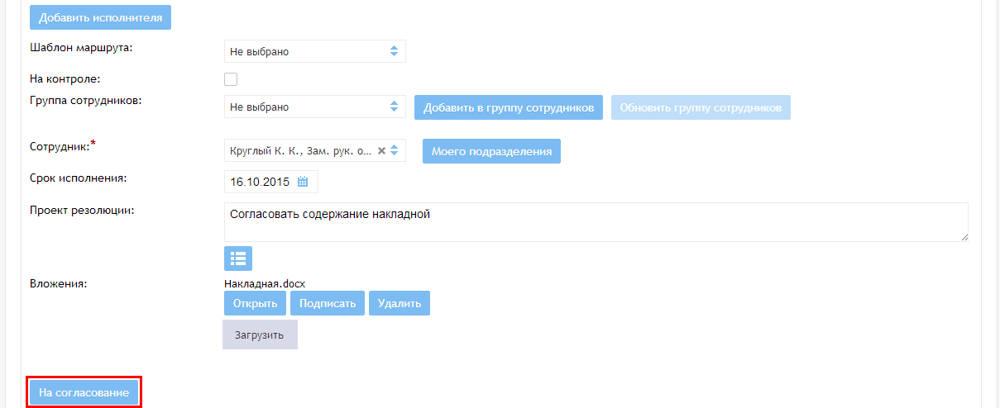 Добавить исполнителя
Шаблон маршрута: Не выбрано
На контроле:
Группа сотрудников: Не выбрано Добавить в группу сотрудников Обновить группу сотрудников
Сотрудник:* Круглый К. К., Зам. рук. о... Моего подразделения
Срок исполнения: 16.10.2015
Проект резолюции: Согласовать содержание накладной
Вложения: Накладная.docx
Открыть Подписать Удалить
Загрузить
На согласование